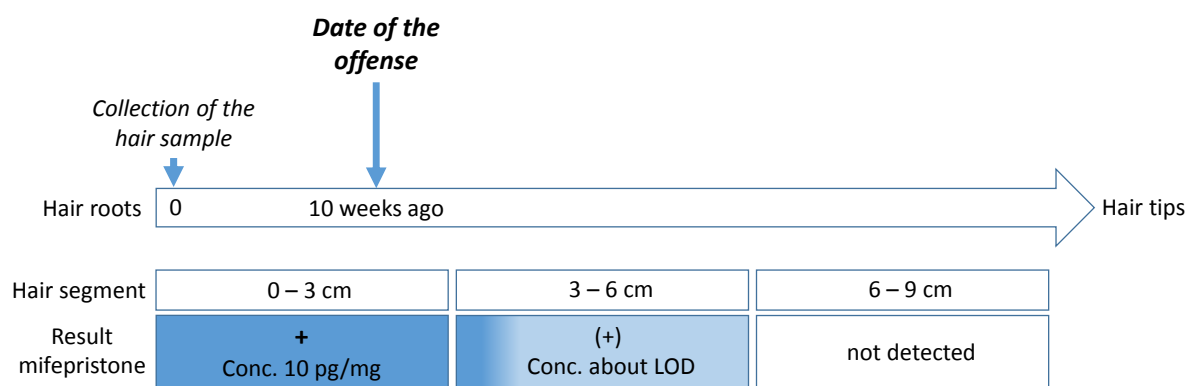 Date of the
offense
Collection of the
hair sample
Hair roots 0 10 weeks ago Hair tips
Hair segment 0 – 3 cm 3 – 6 cm 6 – 9 cm
Result
mifepristone
+
Conc. 10 pg/mg
(+)
Conc. about LOD
not detected